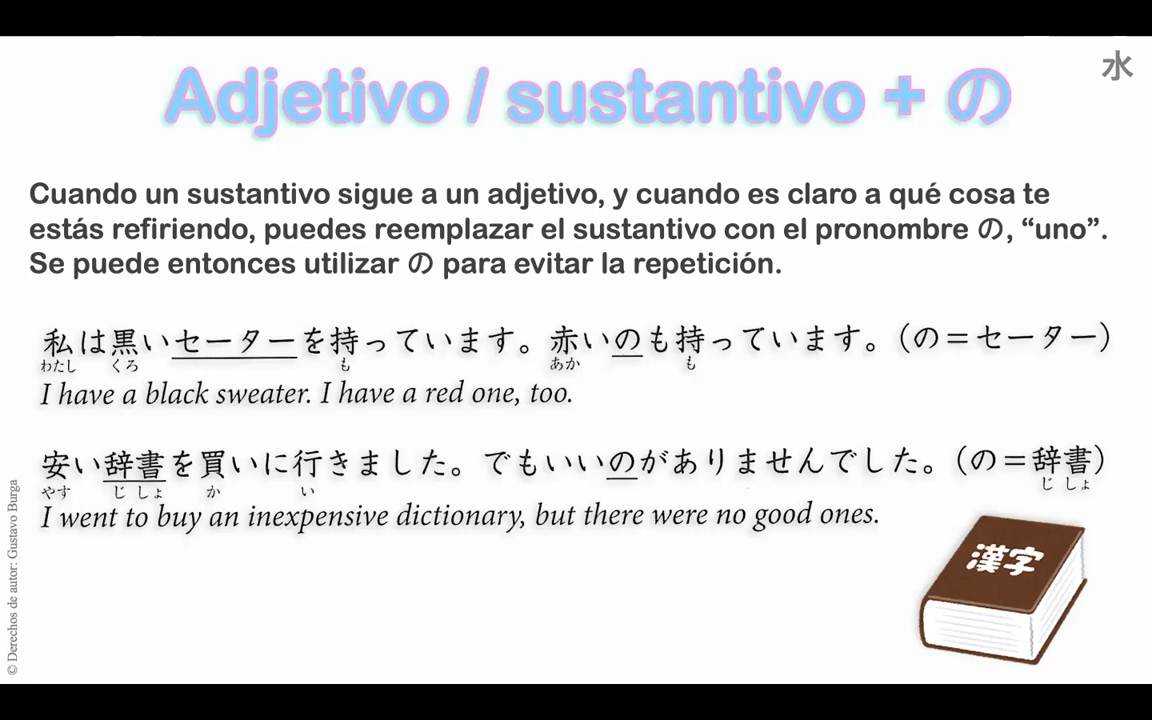 水
Adjetivo / sustantivo + の
Cuando un sustantivo sigue a un adjetivo, y cuando es claro a qué cosa te
estás refiriendo, puedes reemplazar el sustantivo con el pronombre の, “uno”.
Se puede entonces utilizar の para evitar la repetición.
私は黒いセーターを持っています。赤いのも持っています。(の＝セーター)
わたし くろ も あか も
I have a black sweater. I have a red one, too.
安い辞書を買いに行きました。でもいいのがありませんでした。(の＝辞書)
やす じ しょ か い じ しょ
I went to buy an inexpensive dictionary, but there were no good ones.
漢字
© Derechos de autor: Gustavo Burga